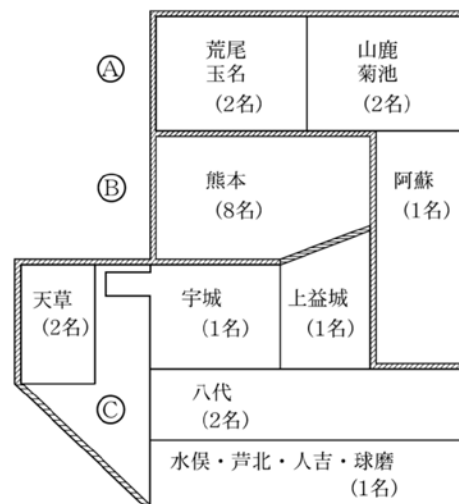 Ⓐ
荒尾
玉名
(2名)
山鹿
菊池
(2名)
Ⓑ
熊本
(8名)
阿蘇
(1名)
天草
(2名)
宇城
(1名)
上益城
(1名)
Ⓒ
八代
(2名)
水俣・芦北・人吉・球磨
(1名)